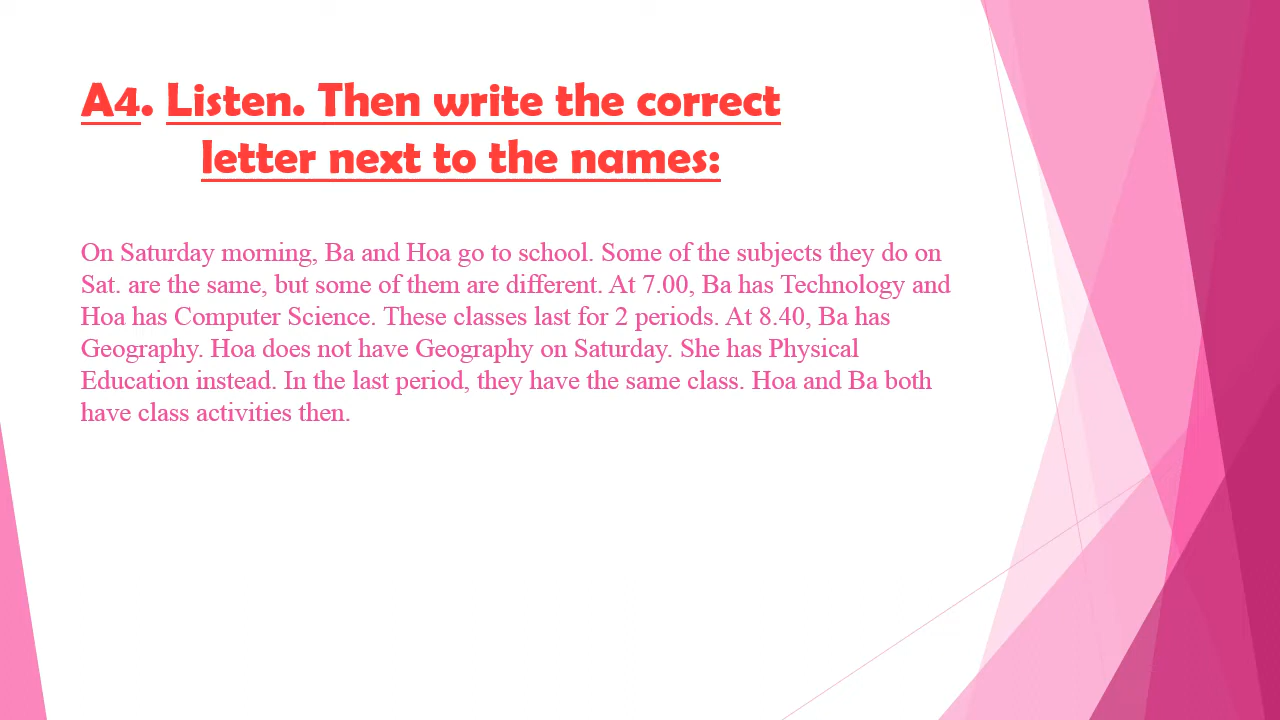 A4. Listen. Then write the correct
letter next to the names:
On Saturday morning, Ba and Hoa go to school. Some of the subjects they do on
Sat. are the same, but some of them are different. At 7.00, Ba has Technology and
Hoa has Computer Science. These classes last for 2 periods. At 8.40, Ba has
Geography. Hoa does not have Geography on Saturday. She has Physical
Education instead. In the last period, they have the same class. Hoa and Ba both
have class activities then.